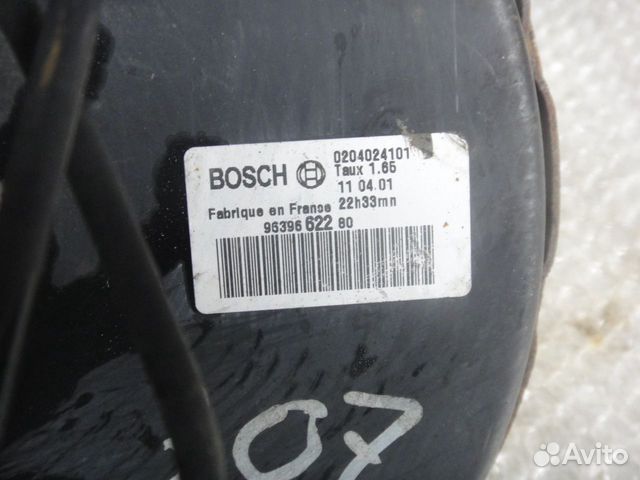 BOSCH
0204024101
Taux 1.65
11 04.01
Fabrique en France 22h33mn
96396 622 80
07
Avito